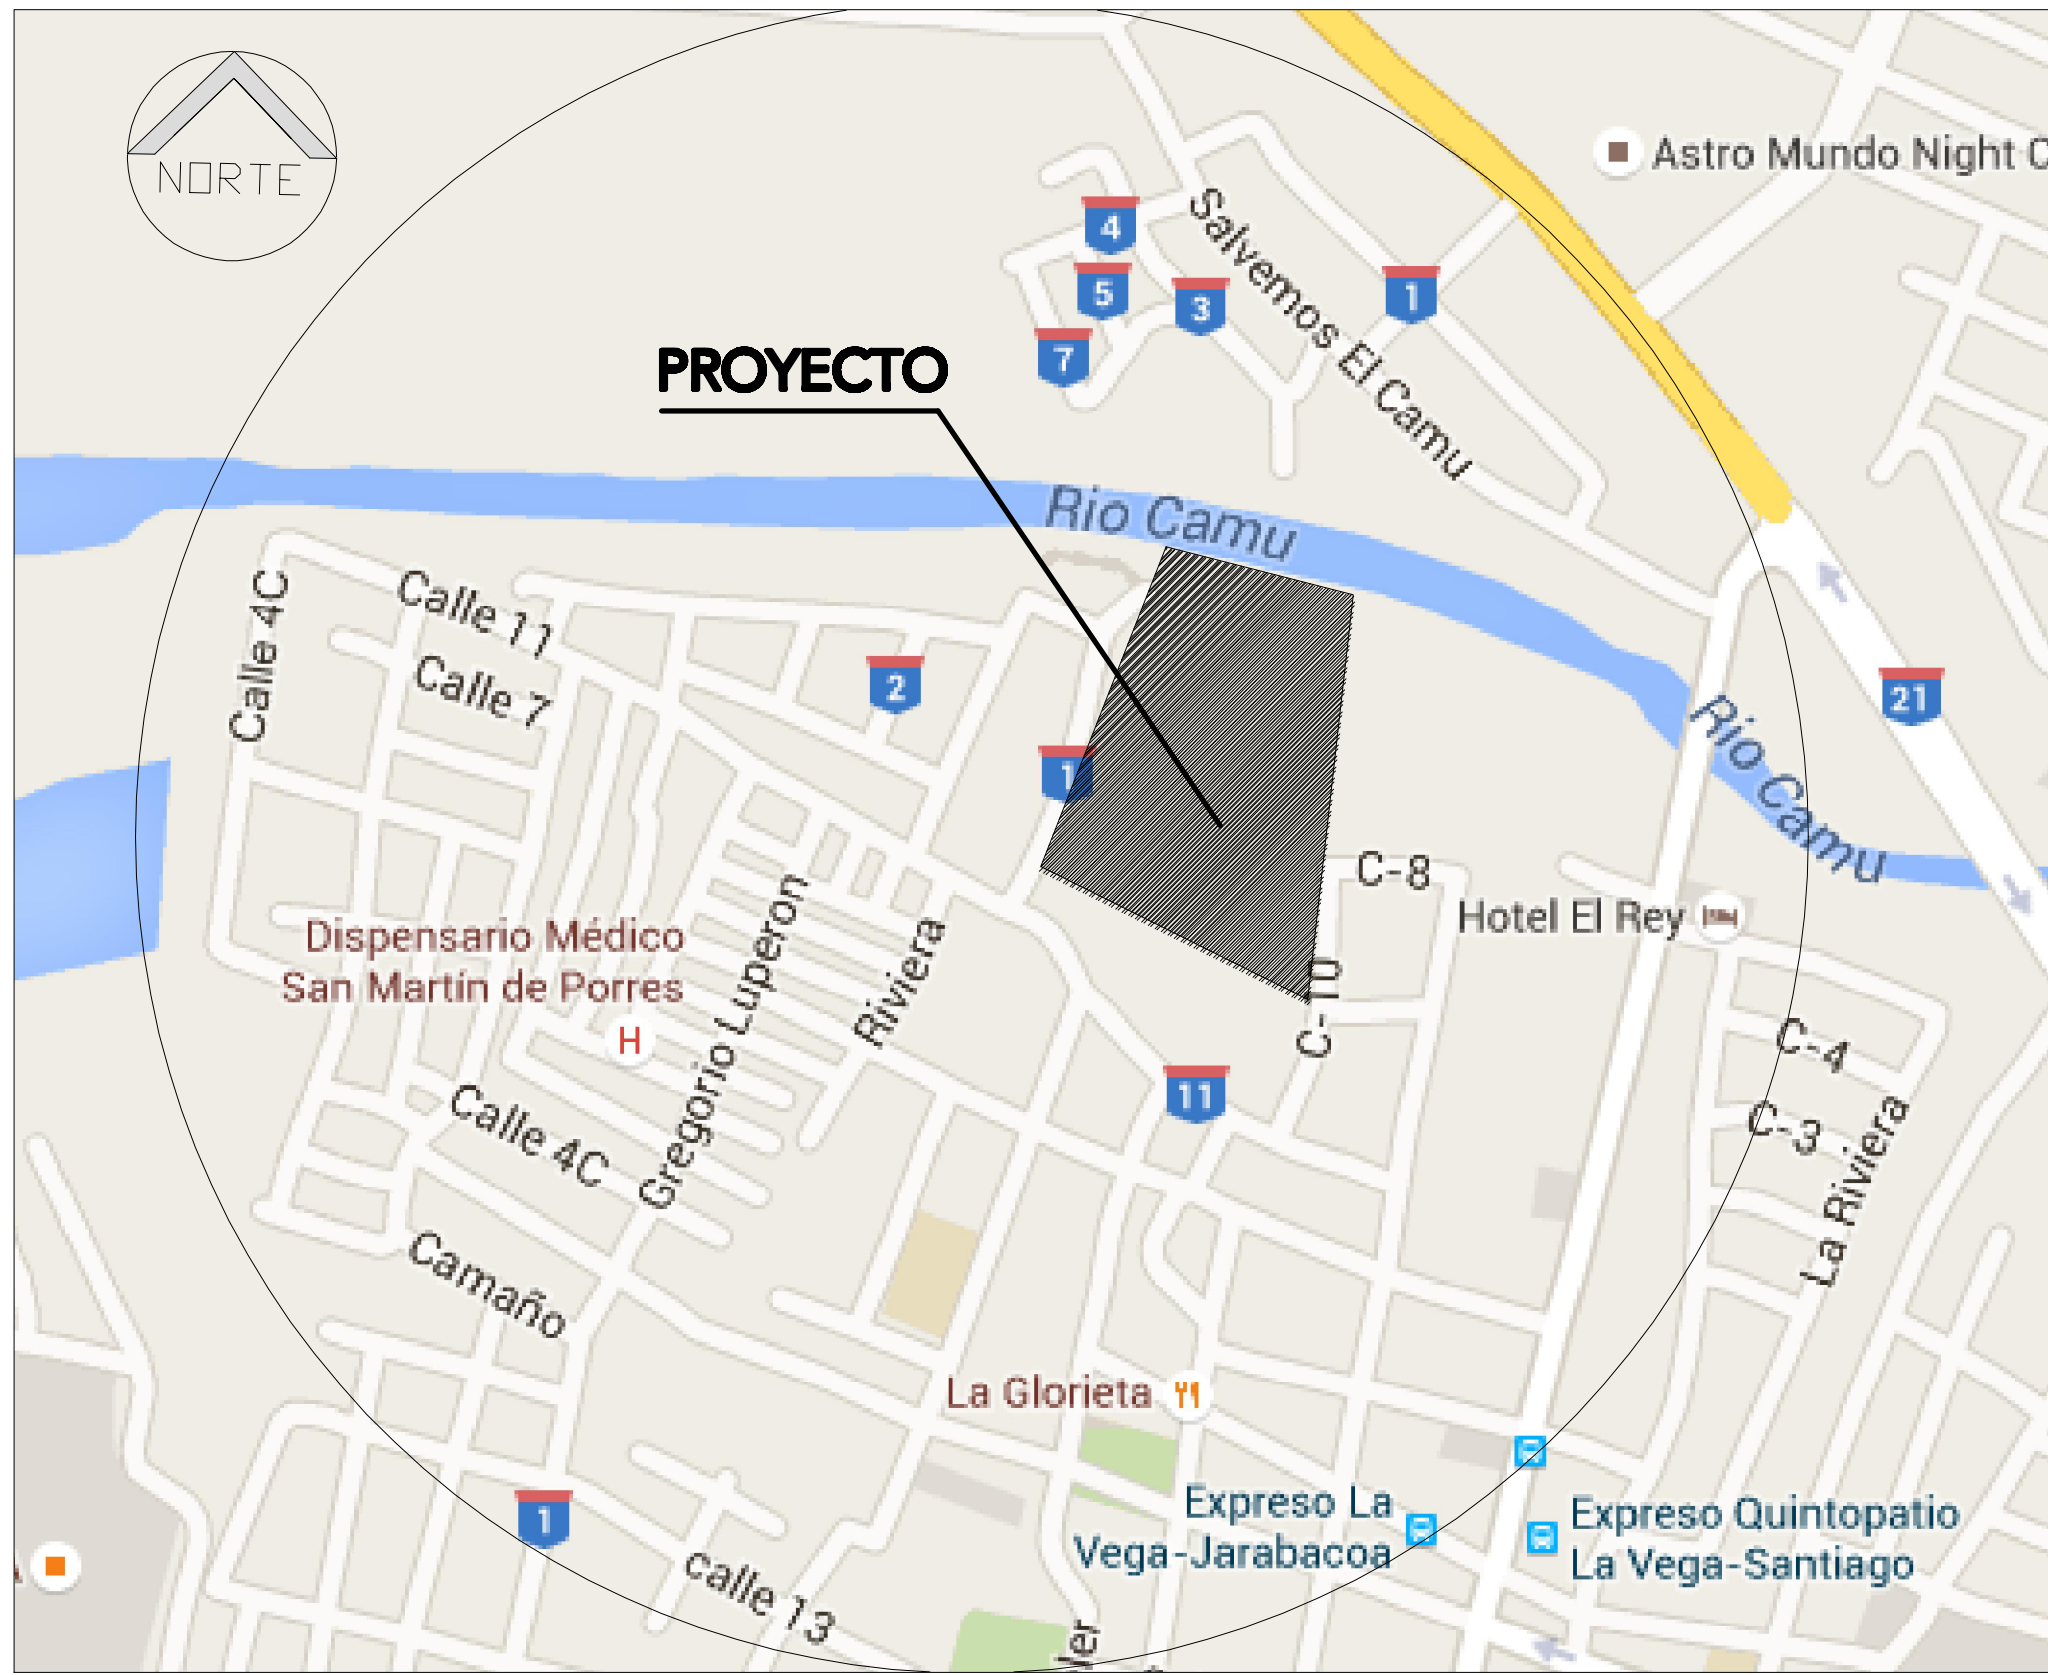 NORTE
Astro Mundo Night C
4
Salvemos El Camu
5
3
1
7
PROYECTO
Rio Camu
Calle 4C
Calle 11
Calle 7
2
21
Rio Camu
1
C-8
Hotel El Rey
Dispensario Médico
San Martín de Porres
H
Gregorio Luperon
Riviera
C-10
C-4
11
C-3
Calle 4C
La Riviera
Camaño
La Glorieta
Expreso La
Vega-Jarabacoa
Expreso Quintopatio
La Vega-Santiago
1
calle 13
ler